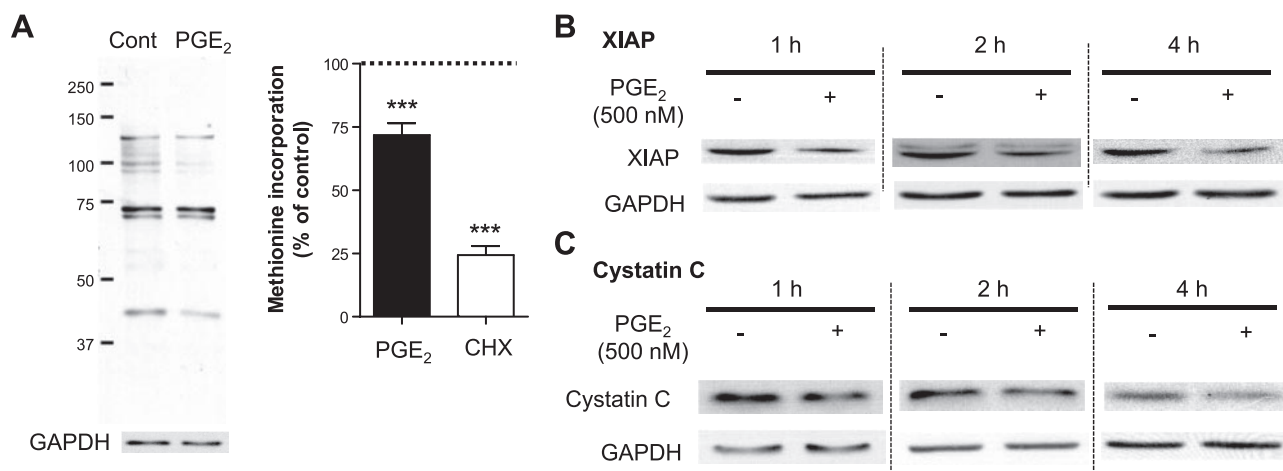 A
Cont PGE₂
250
150
100
75
50
37
GAPDH
Methionine incorporation
(% of control)
100
75
50
25
0
***
***
PGE₂ CHX
B
XIAP
1 h 2 h 4 h
PGE₂
(500 nM)
- + - + - +
XIAP
GAPDH
C
Cystatin C
1 h 2 h 4 h
PGE₂
(500 nM)
- + - + - +
Cystatin C
GAPDH